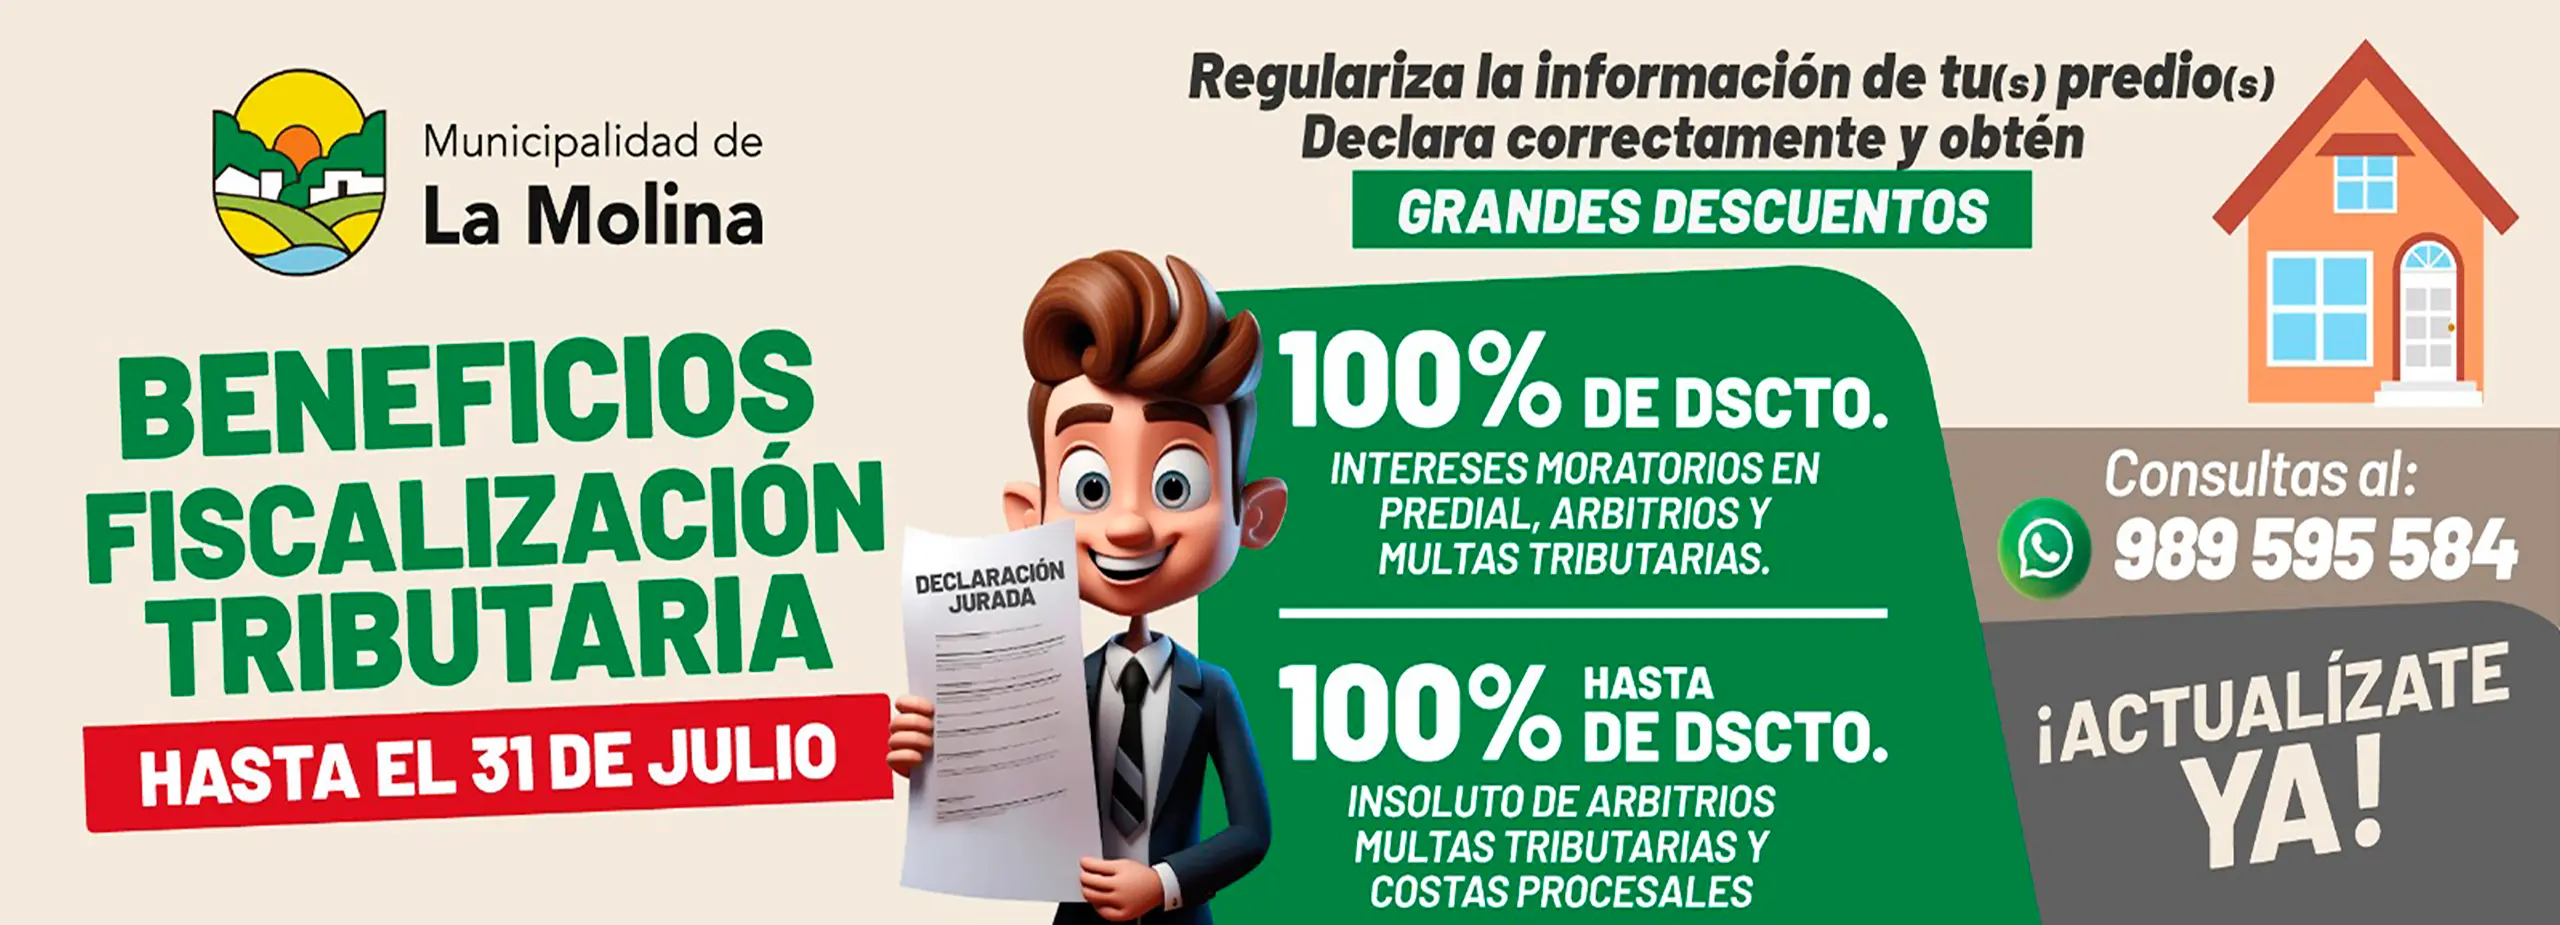 Municipalidad de
La Molina
BENEFICIOS
FISCALIZACIÓN
TRIBUTARIA
HASTA EL 31 DE JULIO
DECLARACIÓN
JURADA
Regulariza la información de tu(s) predio(s)
Declara correctamente y obtén
GRANDES DESCUENTOS
100% DE DSCTO.
INTERESES MORATORIOS EN
PREDIAL, ARBITRIOS Y
MULTAS TRIBUTARIAS.
100% HASTA
DE DSCTO.
INSOLUTO DE ARBITRIOS
MULTAS TRIBUTARIAS Y
COSTAS PROCESALES
Consultas al:
989 595 584
¡ACTUALÍZATE
YA!